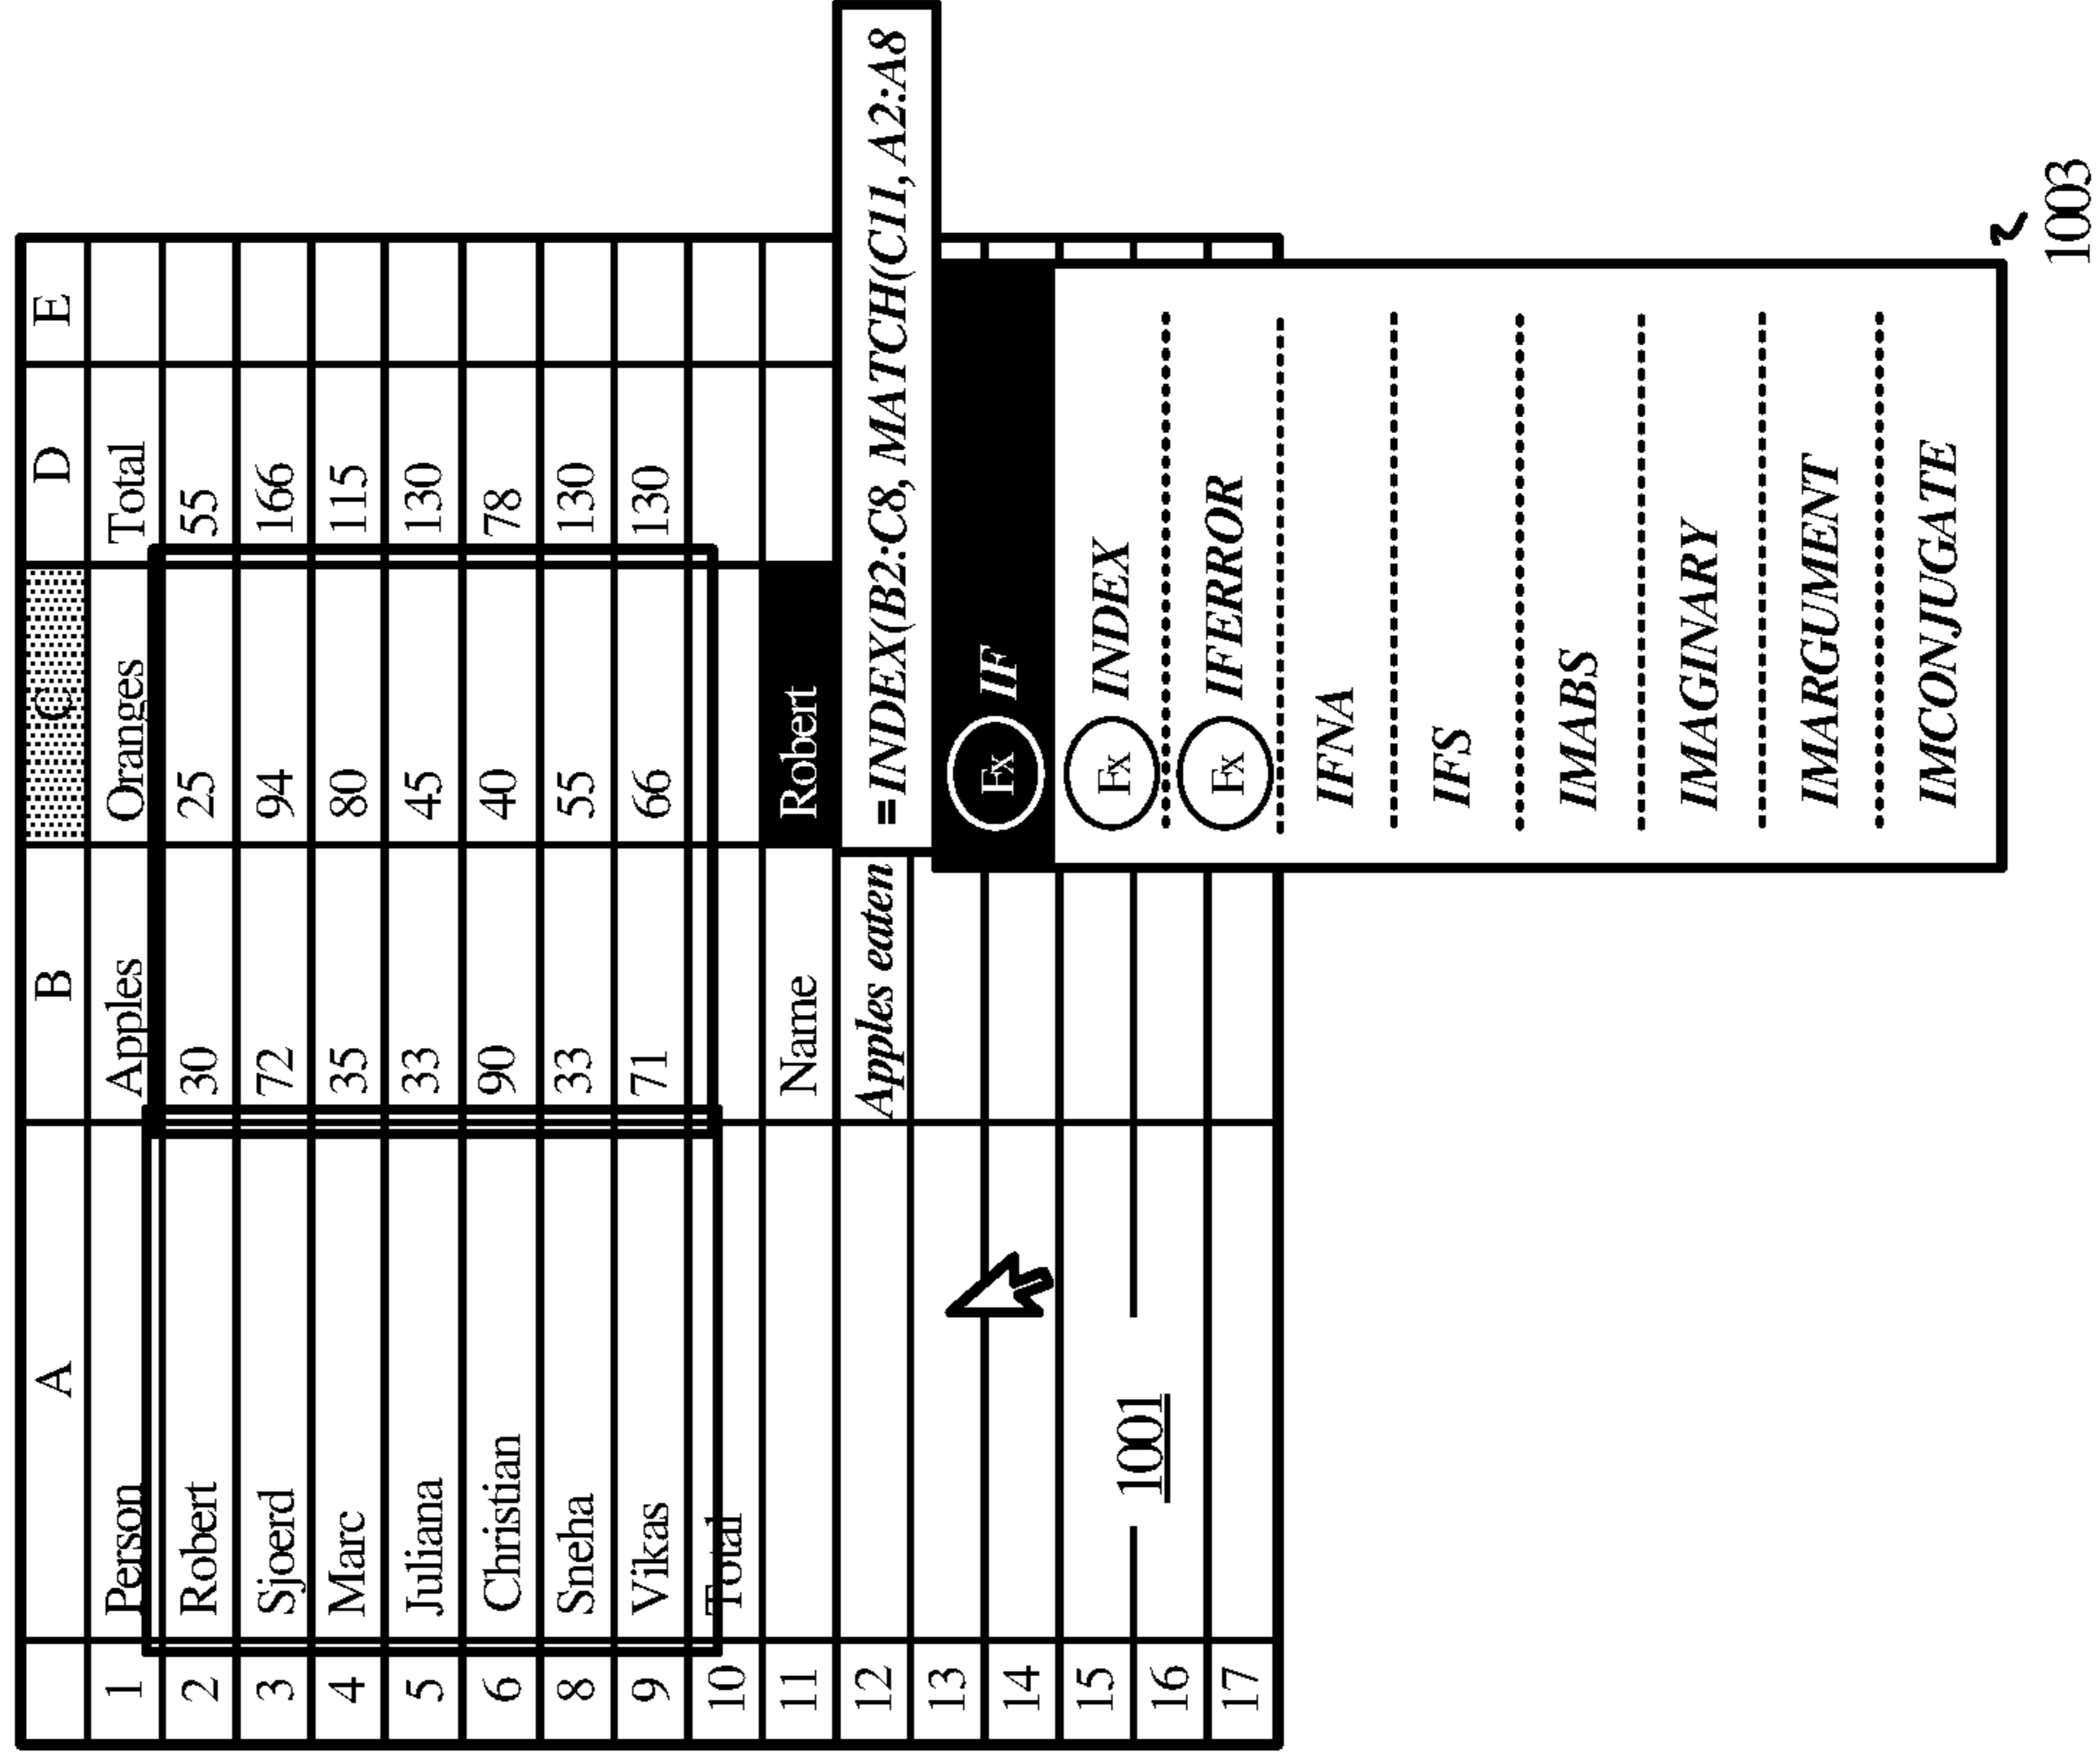 A B C D E
1 Person Apples Oranges Total
2 Robert 30 25 55
3 Sjoerd 72 94 166
4 Marc 35 80 115
5 Juliana 33 45 130
6 Christian 90 40 78
8 Sneha 33 55 130
9 Vikas 71 66 130
10 Total
11 Name Robert
12 Apples eaten =INDEX(B2:C8, MATCH(C11, A2:A8
13
14
15
16
17
1001
Fx IF
Fx INDEX
Fx IFERROR
IFNA
IFS
IMABS
IMAGINARY
IMARGUMENT
IMCONJUGATE
1003